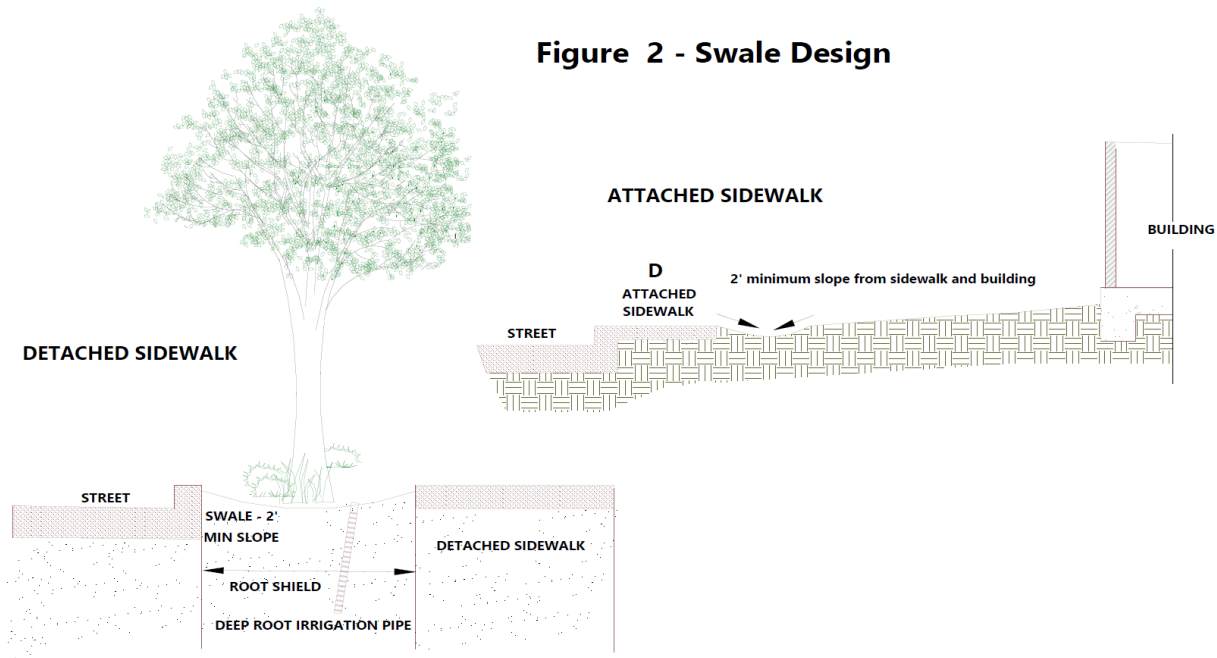 Figure 2 - Swale Design
ATTACHED SIDEWALK
BUILDING
D
ATTACHED
SIDEWALK
2' minimum slope from sidewalk and building
STREET
DETACHED SIDEWALK
STREET
SWALE - 2'
MIN SLOPE
DETACHED SIDEWALK
ROOT SHIELD
DEEP ROOT IRRIGATION PIPE